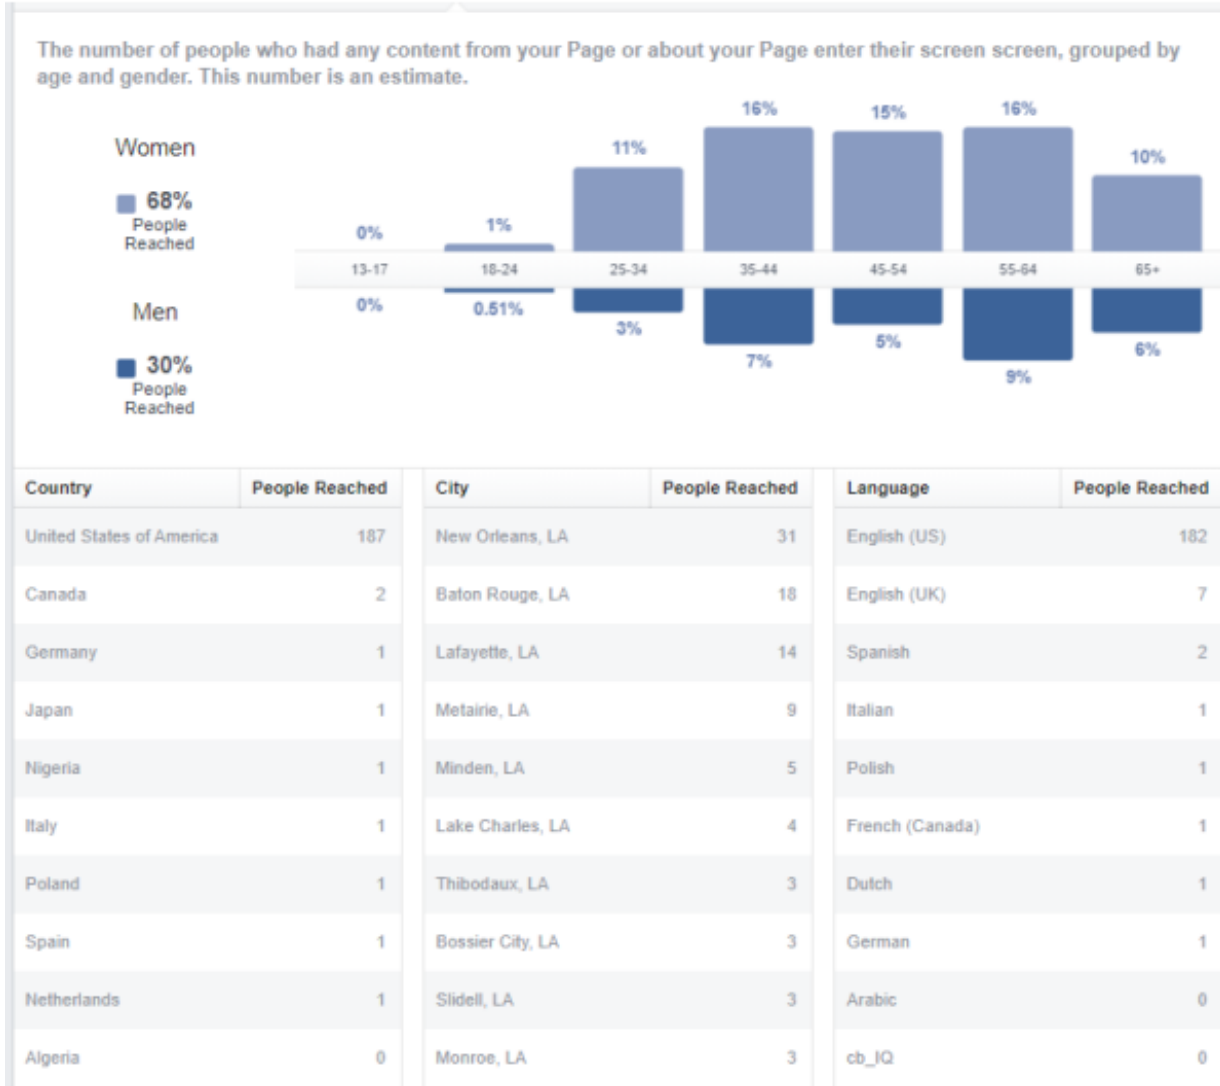 The number of people who had any content from your Page or about your Page enter their screen screen, grouped by
age and gender. This number is an estimate.
Women
68%
People
Reached
0% 1% 11% 16% 15% 16% 10%
13-17 18-24 25-34 35-44 45-54 55-64 65+
Men
30%
People
Reached
0% 0.51% 3% 7% 5% 9% 6%
Country People Reached City People Reached Language People Reached
United States of America 187 New Orleans, LA 31 English (US) 182
Canada 2 Baton Rouge, LA 18 English (UK) 7
Germany 1 Lafayette, LA 14 Spanish 2
Japan 1 Metairie, LA 9 Italian 1
Nigeria 1 Minden, LA 5 Polish 1
Italy 1 Lake Charles, LA 4 French (Canada) 1
Poland 1 Thibodaux, LA 3 Dutch 1
Spain 1 Bossier City, LA 3 German 1
Netherlands 1 Slidell, LA 3 Arabic 0
Algeria 0 Monroe, LA 3 cb_IQ 0